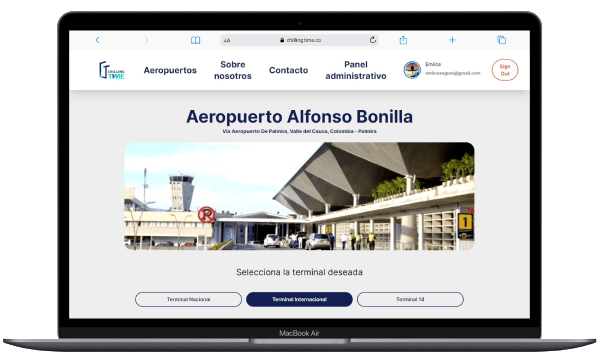 AA
chillingtime.co
CHILLING
TIME
Aeropuertos
Sobre
nosotros
Contacto
Panel
administrativo
Emilce
emilcesegura@gmail.com
Sign
Out
Aeropuerto Alfonso Bonilla
Vía Aeropuerto De Palmira, Valle del Cauca, Colombia - Palmira
R
1
Selecciona la terminal deseada
Terminal Nacional
Terminal Internacional
Terminal 14
MacBook Air